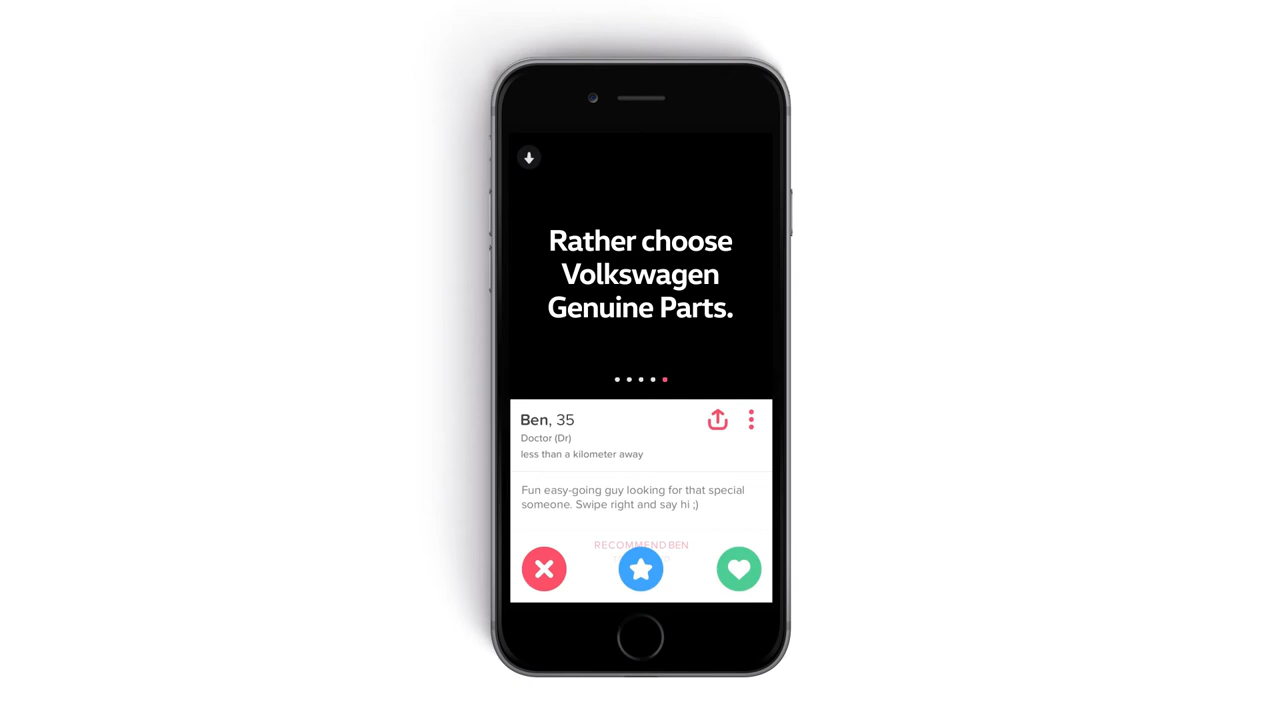 Rather choose
Volkswagen
Genuine Parts.
Ben, 35
Doctor (Dr)
less than a kilometer away
Fun easy-going guy looking for that special
someone. Swipe right and say hi ;)
RECOMMEND BEN